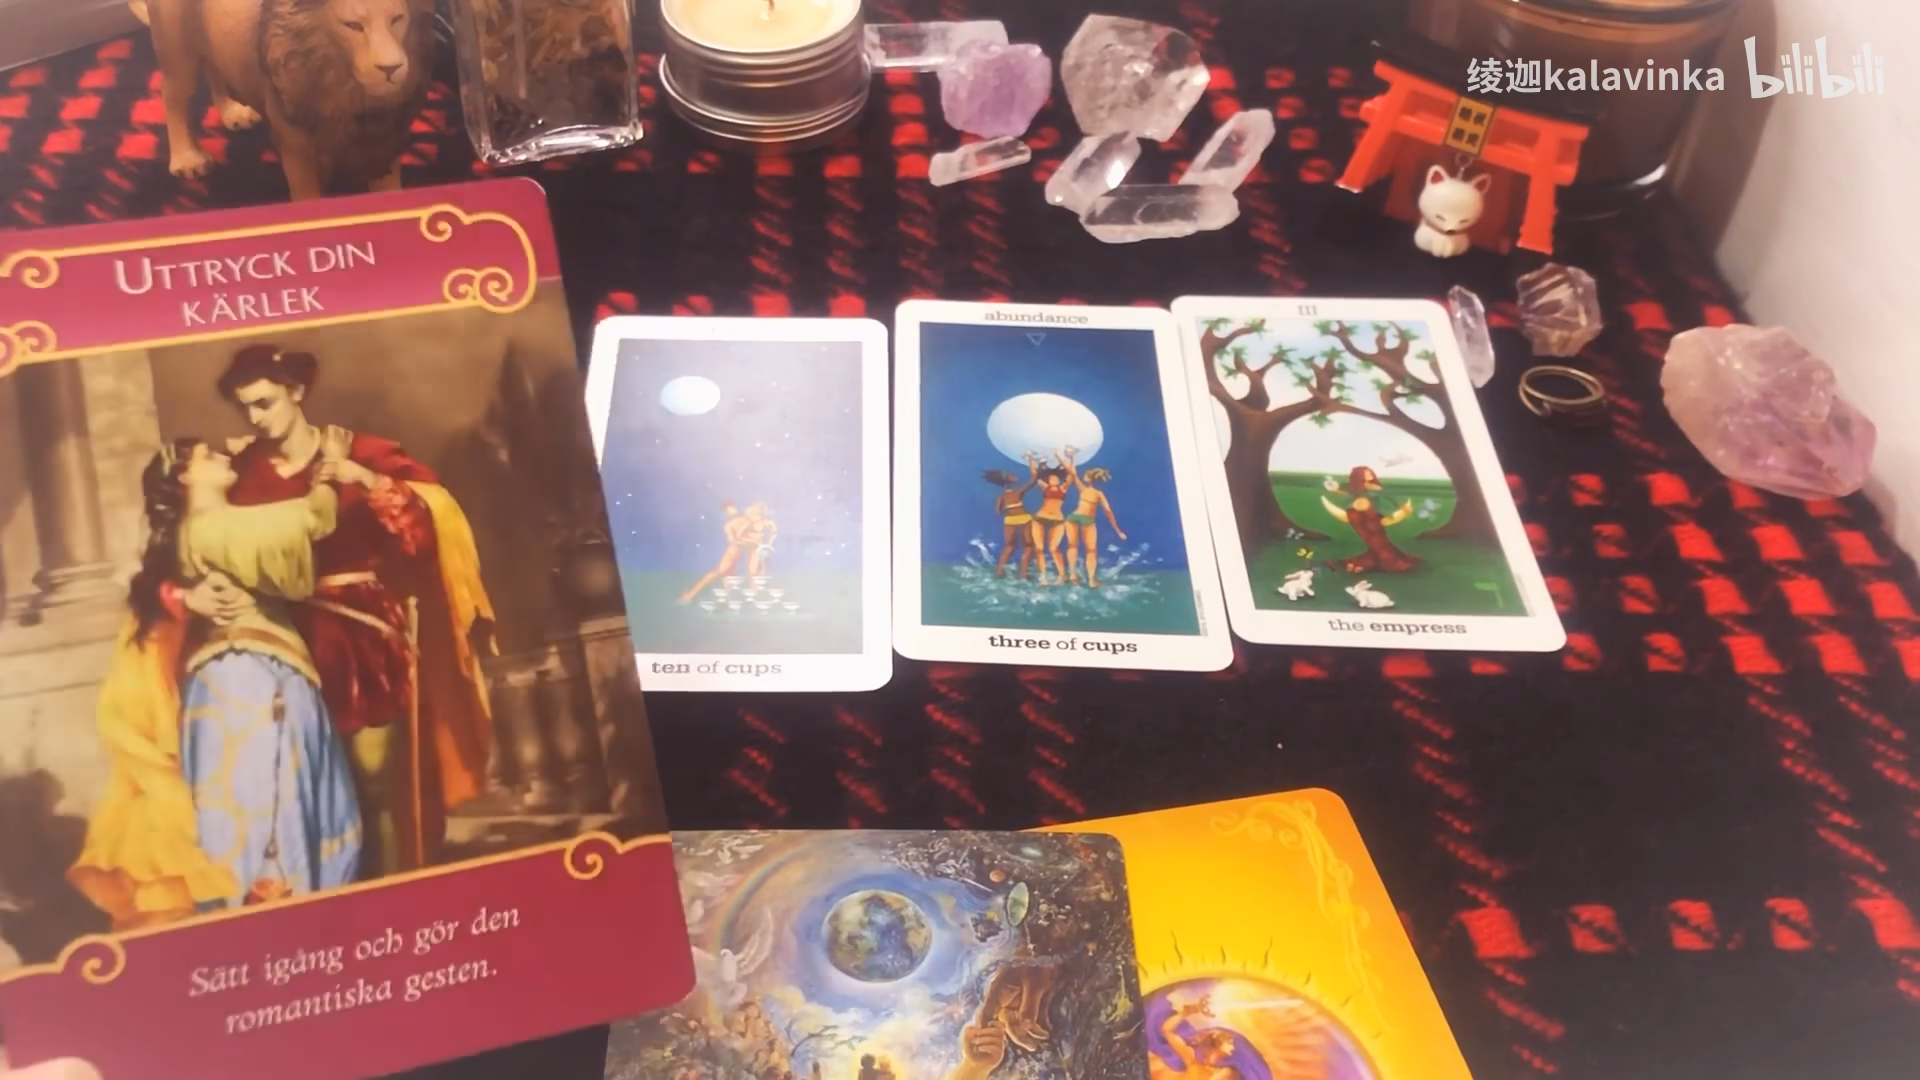 绫迦kalavinka bilibili
UTTRYCK DIN
KÄRLEK
Sätt igång och gör den
romantiska gesten.
ten of cups
abundance
three of cups
III
the empress